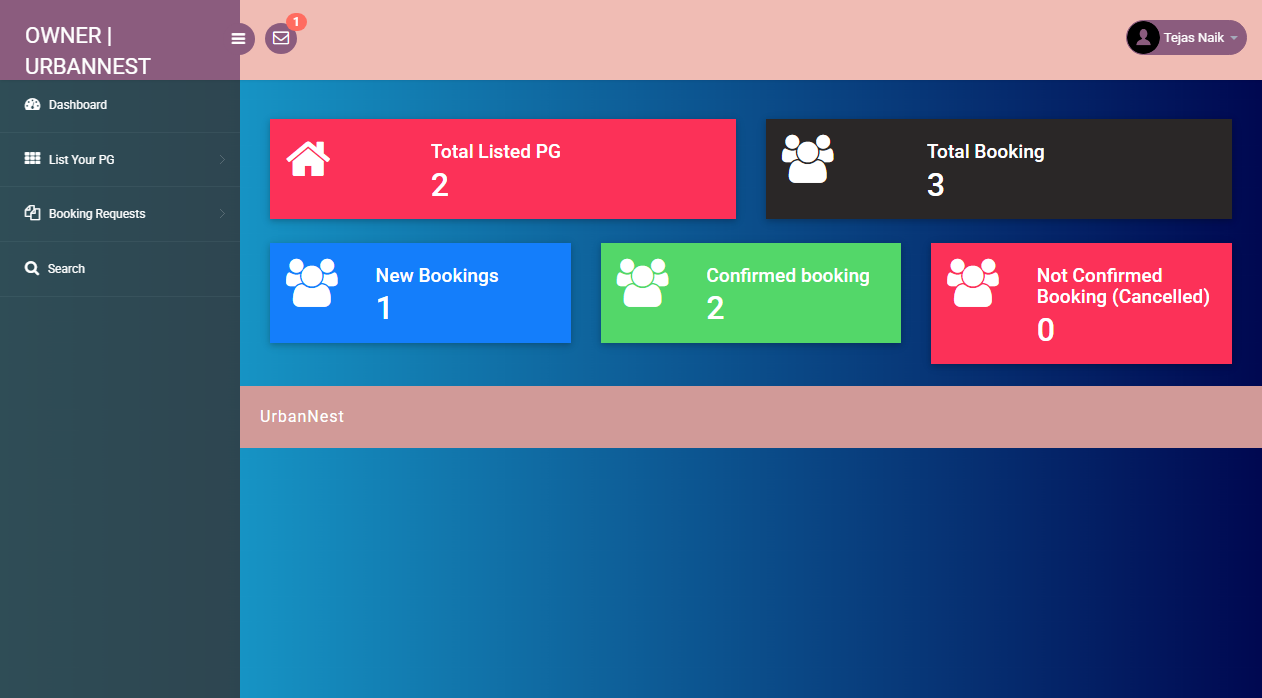 OWNER |
URBANNEST
1
Tejas Naik
Dashboard
List Your PG
Booking Requests
Search
Total Listed PG
2
Total Booking
3
New Bookings
1
Confirmed booking
2
Not Confirmed
Booking (Cancelled)
0
UrbanNest